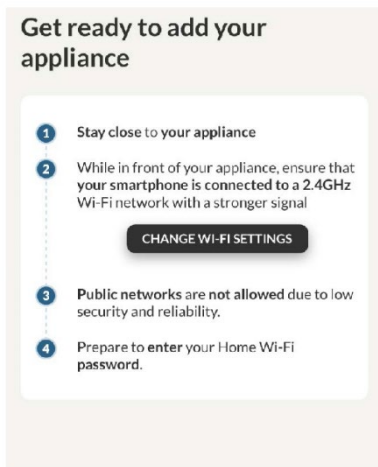 Get ready to add your
appliance
1 Stay close to your appliance
2 While in front of your appliance, ensure that
your smartphone is connected to a 2.4GHz
Wi-Fi network with a stronger signal
CHANGE WI-FI SETTINGS
3 Public networks are not allowed due to low
security and reliability.
4 Prepare to enter your Home Wi-Fi
password.